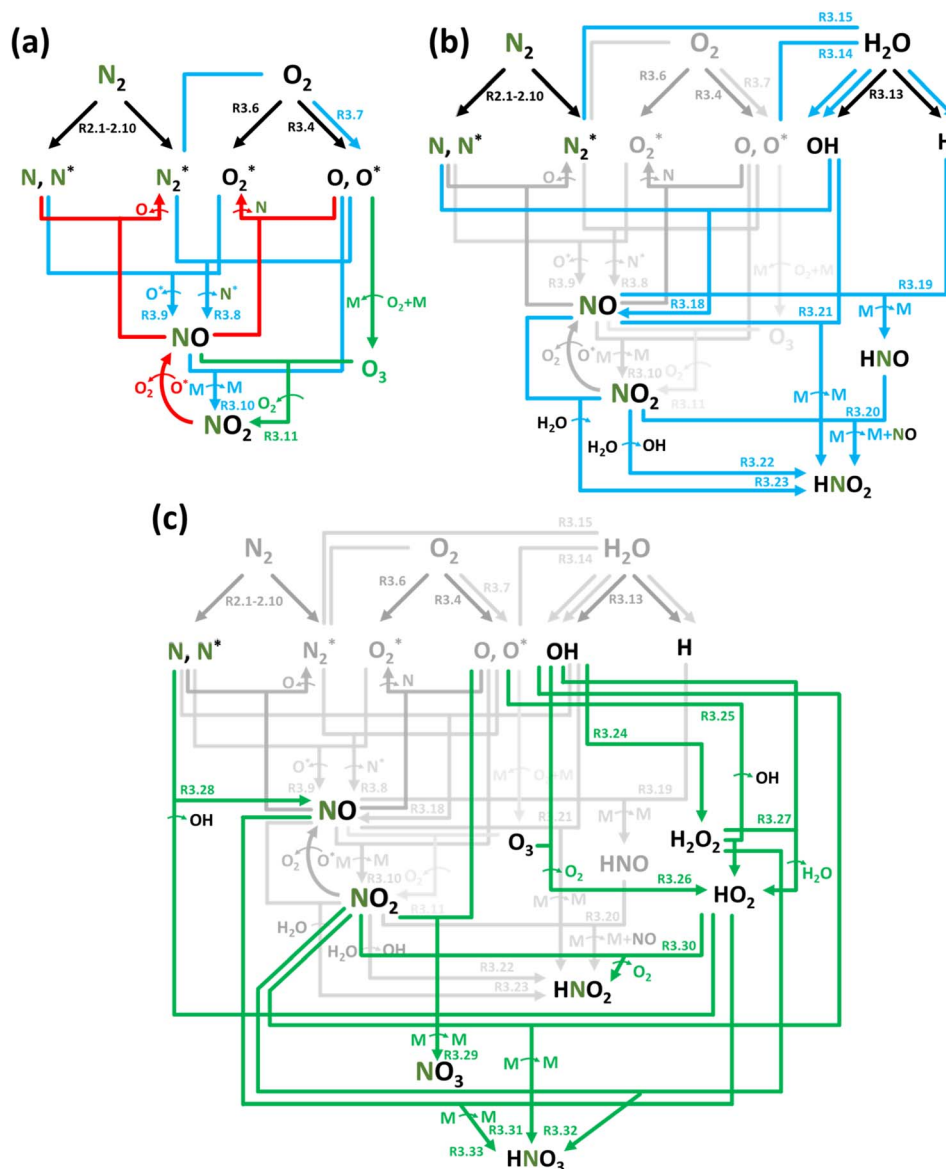 (a)
N₂
O₂
R2.1-2.10
R3.6
R3.4
R3.7
N, N*
N₂*
O₂*
O, O*
O
N
O*
N*
M
O₂+M
R3.9
R3.8
NO
O₃
O₂
O*
M
M
O₂
R3.10
NO₂
R3.11
(b)
R3.15
N₂
O₂
H₂O
R3.14
R3.6
R3.7
R2.1-2.10
R3.4
R3.13
N, N*
N₂*
O₂*
O, O*
OH
H
O
N
O*
N*
M
O₂+M
R3.9
R3.8
R3.19
NO
R3.18
R3.21
M
M
O₃
O₂
O*
M
M
O₂
HNO
R3.10
NO₂
R3.11
M
M
H₂O
R3.20
H₂O
OH
M
M+NO
R3.22
R3.23
HNO₂
(c)
R3.15
N₂
O₂
H₂O
R3.14
R3.6
R3.7
R2.1-2.10
R3.4
R3.13
N, N*
N₂*
O₂*
O, O*
OH
H
O
N
R3.25
R3.24
O*
N*
M
O₂+M
OH
R3.28
R3.9
R3.8
R3.19
NO
R3.18
OH
R3.21
M
M
R3.27
O₃
H₂O₂
O₂
O*
M
M
O₂
HNO
O₂
H₂O
R3.10
R3.26
NO₂
R3.11
M
M
HO₂
H₂O
R3.20
H₂O
OH
M
M+NO
R3.30
R3.22
O₂
R3.23
HNO₂
M
M
R3.29
M
M
NO₃
M
M
R3.31
R3.32
R3.33
HNO₃